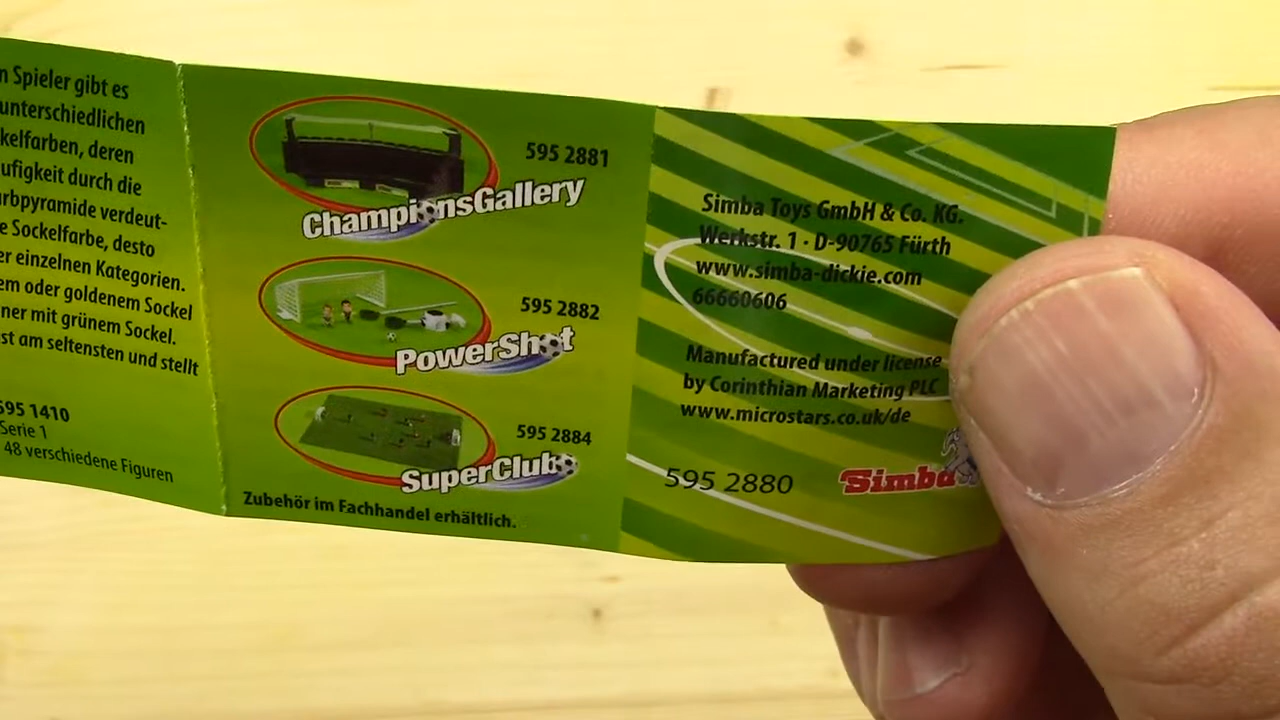 n Spieler gibt es
unterschiedlichen
kelfarben, deren
ufigkeit durch die
rbpyramide verdeut-
e Sockelfarbe, desto
er einzelnen Kategorien.
em oder goldenem Sockel
ner mit grünem Sockel.
st am seltensten und stellt
595 1410
Serie 1
48 verschiedene Figuren
595 2881
ChampionsGallery
595 2882
PowerShot
595 2884
SuperClub
Zubehör im Fachhandel erhältlich.
Simba Toys GmbH & Co. KG.
Werkstr. 1 · D-90765 Fürth
www.simba-dickie.com
66660606
Manufactured under license
by Corinthian Marketing PLC
www.microstars.co.uk/de
595 2880
Simba